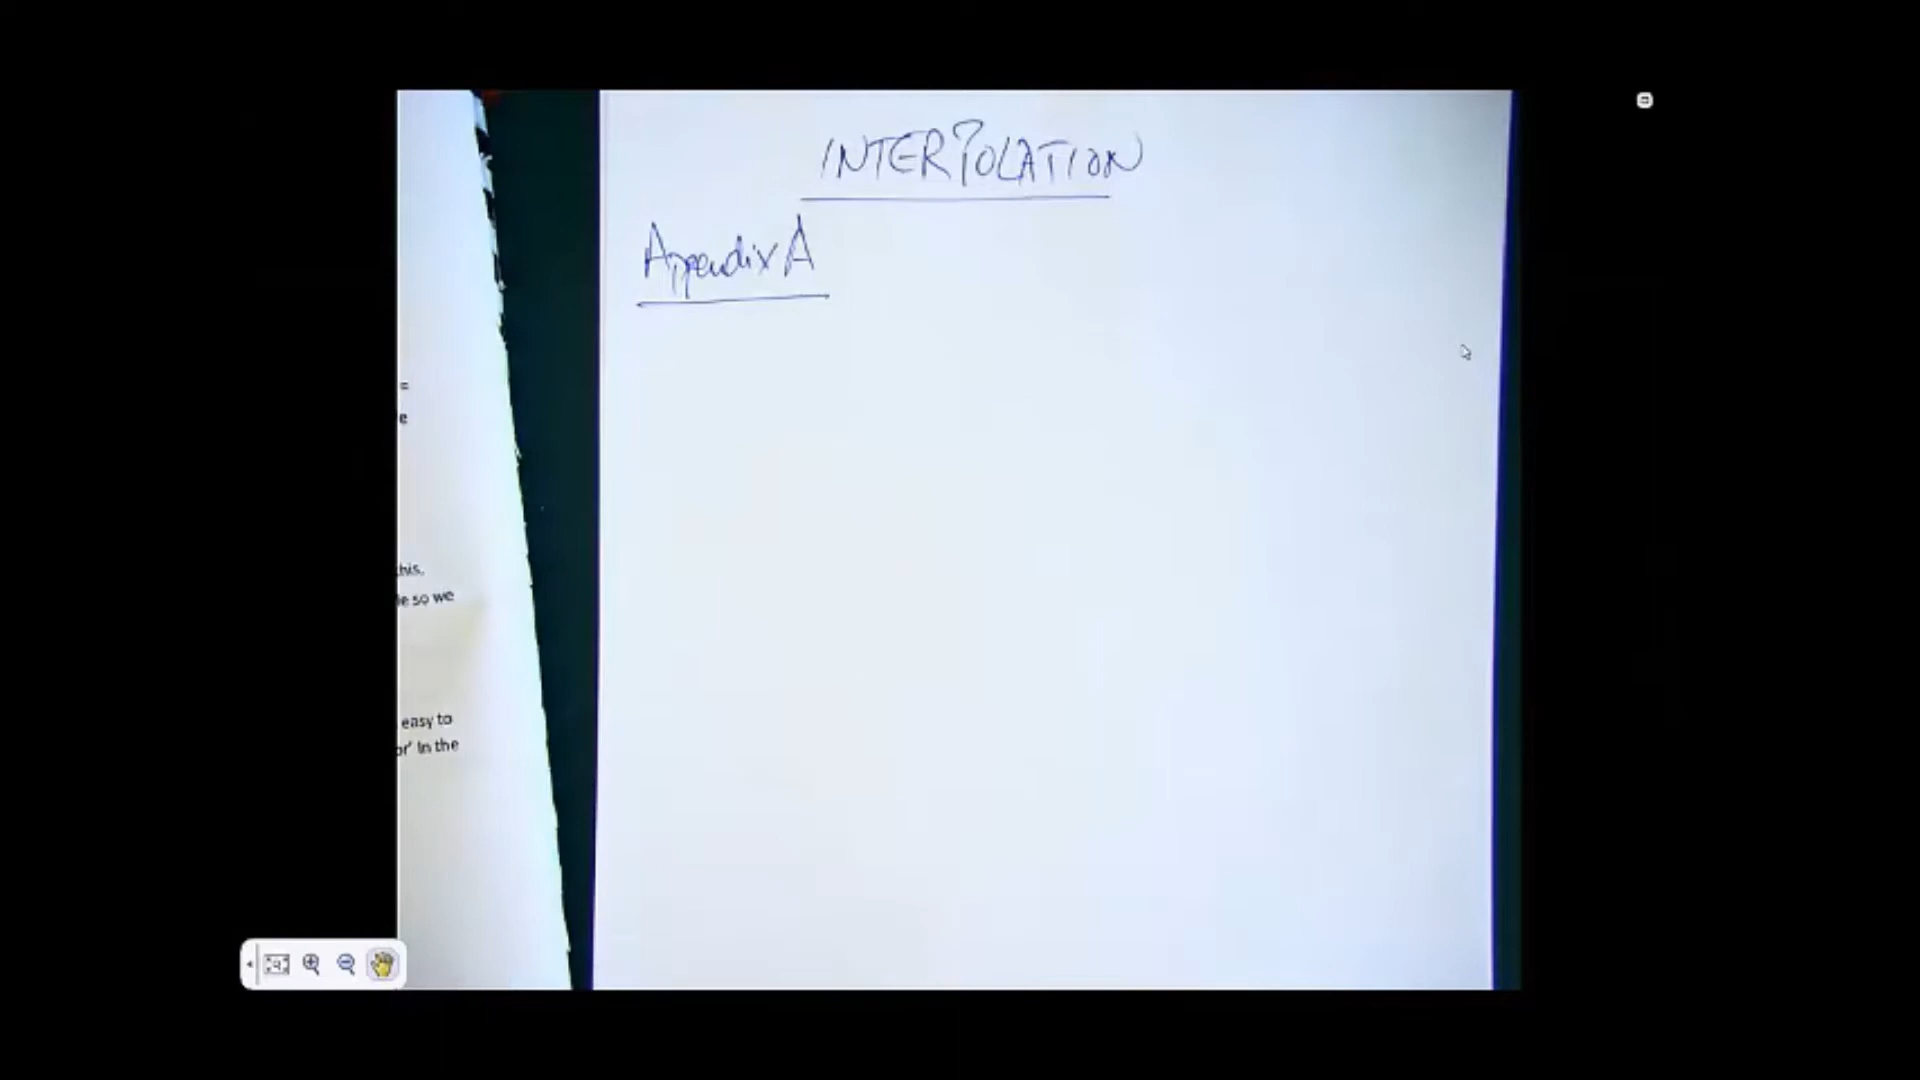 INTERPOLATION
Appendix A
=
e
this.
le so we
easy to
or' In the